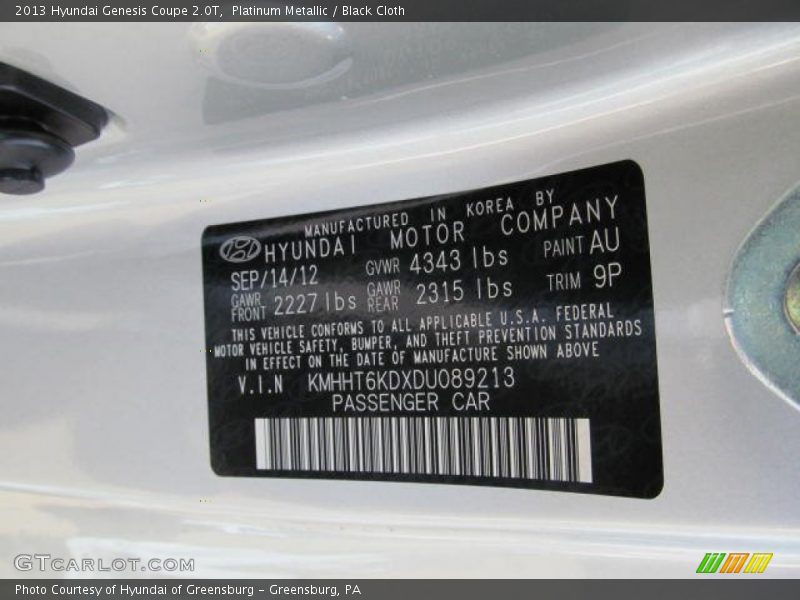 2013 Hyundai Genesis Coupe 2.0T,  Platinum Metallic / Black Cloth
MANUFACTURED IN KOREA BY
HYUNDAI MOTOR COMPANY
SEP/14/12 GVWR 4343 lbs PAINT AU
GAWR FRONT 2227 lbs GAWR REAR 2315 lbs TRIM 9P
THIS VEHICLE CONFORMS TO ALL APPLICABLE U.S.A. FEDERAL
MOTOR VEHICLE SAFETY, BUMPER, AND THEFT PREVENTION STANDARDS
IN EFFECT ON THE DATE OF MANUFACTURE SHOWN ABOVE
V.I.N KMHHT6KDXDU089213
PASSENGER CAR
GTCARLOT.COM
Photo Courtesy of Hyundai of Greensburg - Greensburg, PA